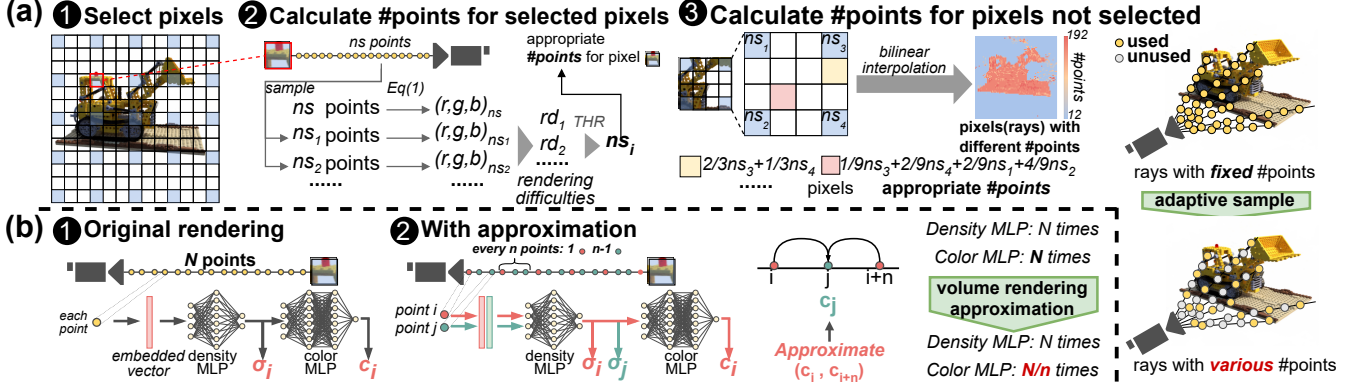 (a)
1 Select pixels
2 Calculate #points for selected pixels
ns points
appropriate
#points for pixel
sample
Eq(1)
ns points
(r,g,b)ns
ns1 points
(r,g,b)ns1
ns2 points
(r,g,b)ns2
......
......
rd1
rd2
......
THR
nsi
rendering
difficulties
3 Calculate #points for pixels not selected
ns1
ns3
ns2
ns4
bilinear
interpolation
192
#points
12
pixels(rays) with
different #points
2/3ns3+1/3ns4
1/9ns3+2/9ns4+2/9ns1+4/9ns2
......
pixels
appropriate #points
used
unused
rays with fixed #points
adaptive sample
rays with various #points
(b)
1 Original rendering
N points
each
point
embedded
vector
density
MLP
σi
color
MLP
ci
2 With approximation
every n points: 1 n-1
point i
point j
density
MLP
σi
σj
color
MLP
ci
i
j
i+n
cj
Approximate
(ci , ci+n)
Density MLP: N times
Color MLP: N times
volume rendering
approximation
Density MLP: N times
Color MLP: N/n times